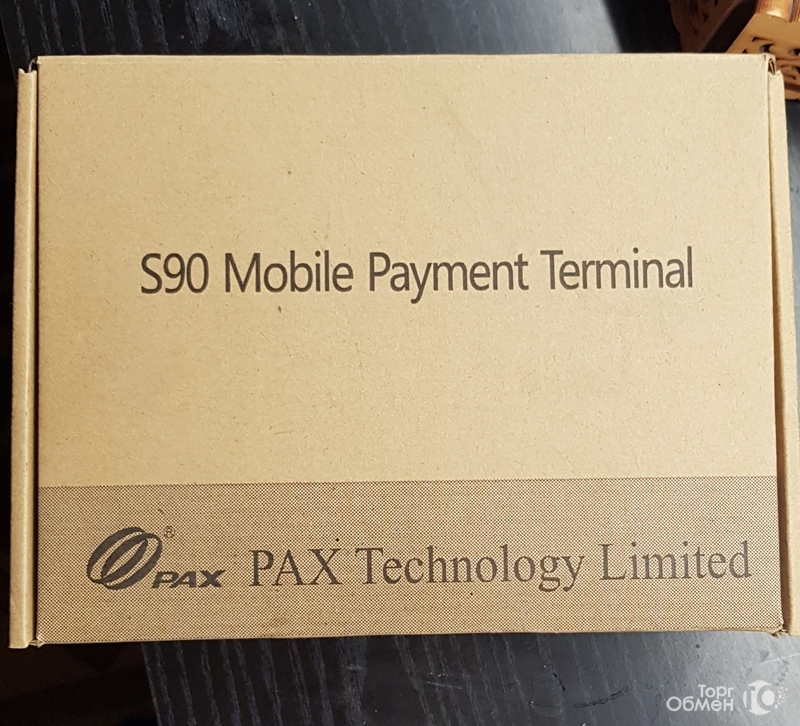 S90 Mobile Payment Terminal
®
PAX
PAX Technology Limited
Торг
Обмен